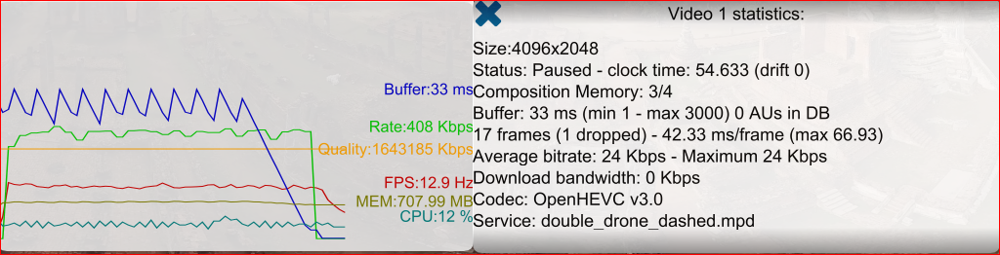 Buffer:33 ms
Rate:408 Kbps
Quality:1643185 Kbps
FPS:12.9 Hz
MEM:707.99 MB
CPU:12 %
Video 1 statistics:
Size:4096x2048
Status: Paused - clock time: 54.633 (drift 0)
Composition Memory: 3/4
Buffer: 33 ms (min 1 - max 3000) 0 AUs in DB
17 frames (1 dropped) - 42.33 ms/frame (max 66.93)
Average bitrate: 24 Kbps - Maximum 24 Kbps
Download bandwidth: 0 Kbps
Codec: OpenHEVC v3.0
Service: double_drone_dashed.mpd